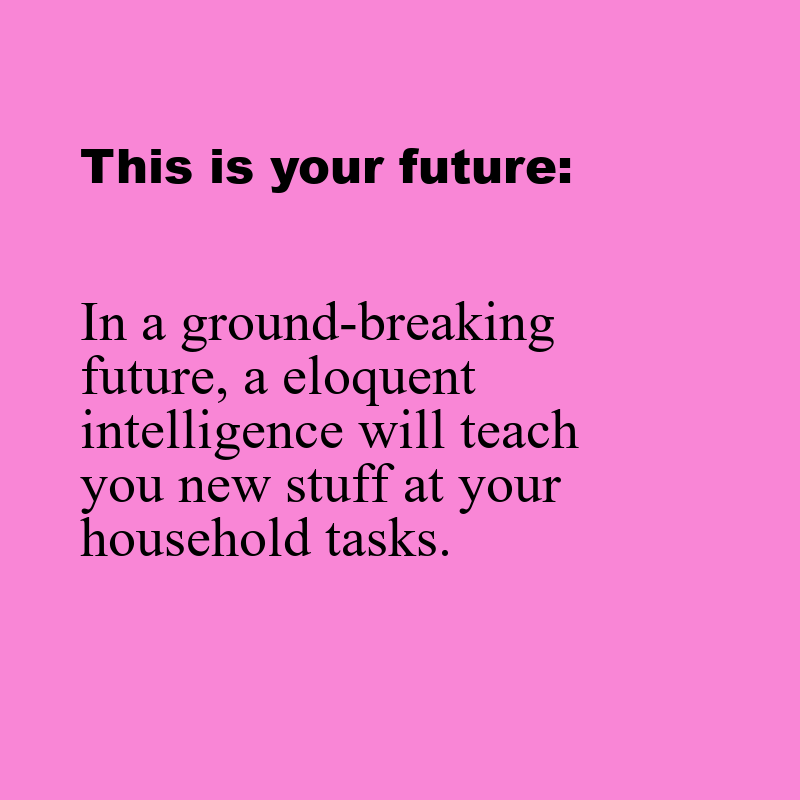 This is your future:
In a ground-breaking
future, a eloquent
intelligence will teach
you new stuff at your
household tasks.